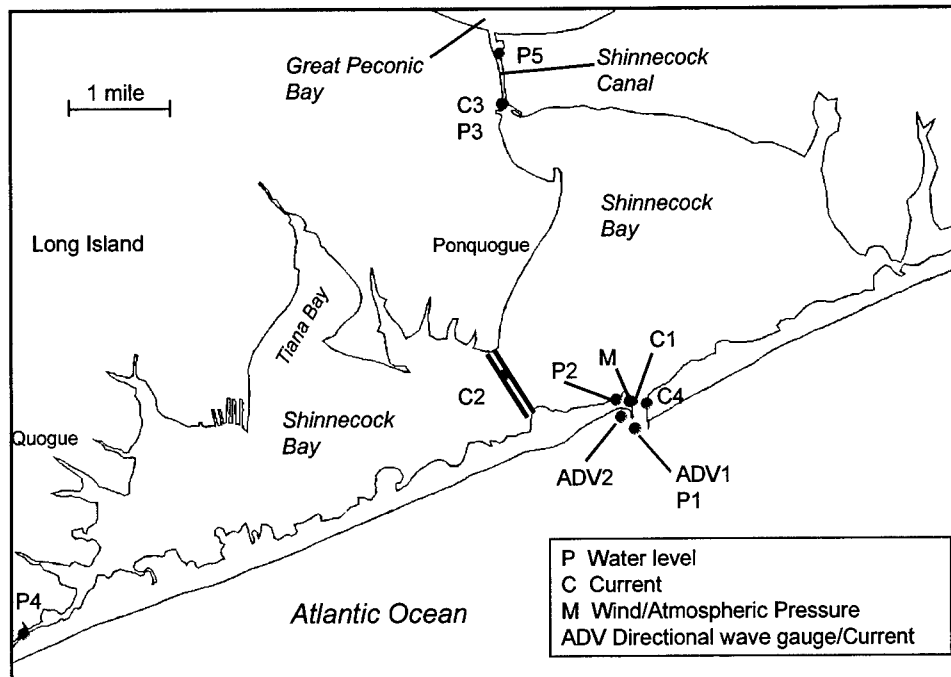 Great Peconic
Bay
P5
Shinnecock
Canal
1 mile
C3
P3
Shinnecock
Bay
Long Island
Ponquogue
Tiana Bay
M
C1
P2
C4
C2
Shinnecock
Bay
Quogue
ADV2
ADV1
P1
P4
Atlantic Ocean
P Water level
C Current
M Wind/Atmospheric Pressure
ADV Directional wave gauge/Current